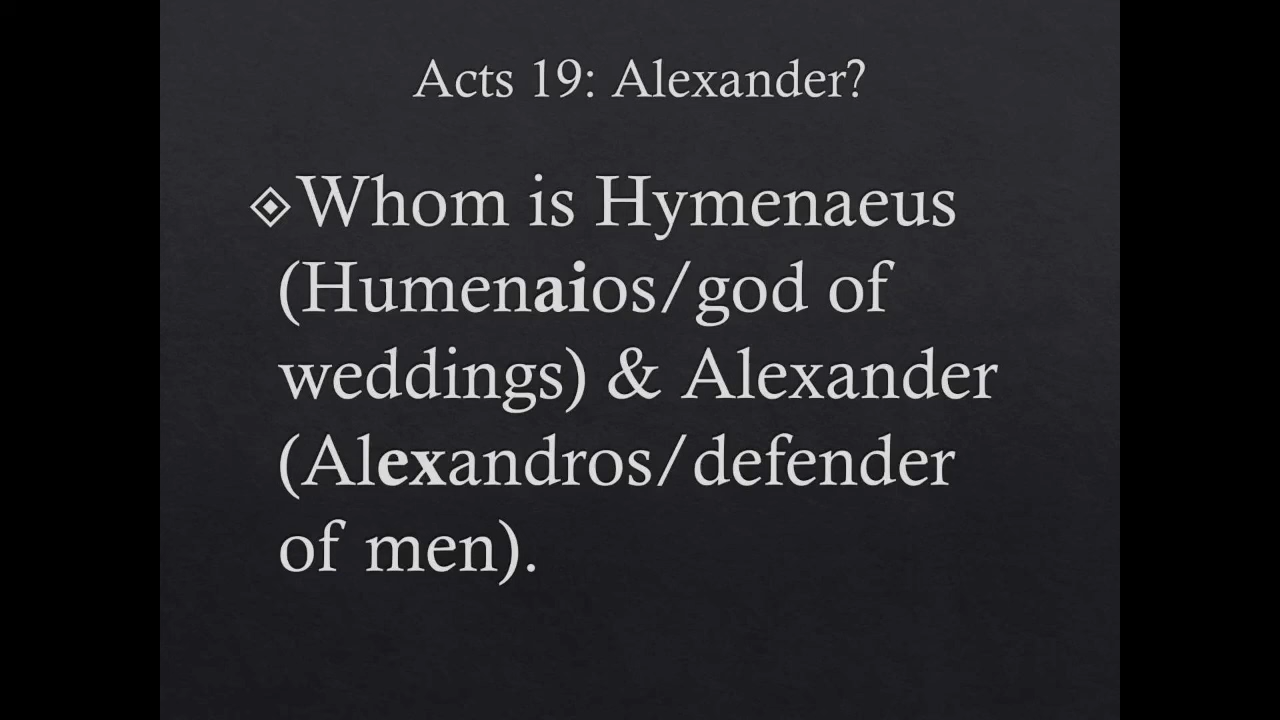 Acts 19: Alexander?
Whom is Hymenaeus
(Humenaios/god of
weddings) & Alexander
(Alexandros/defender
of men).